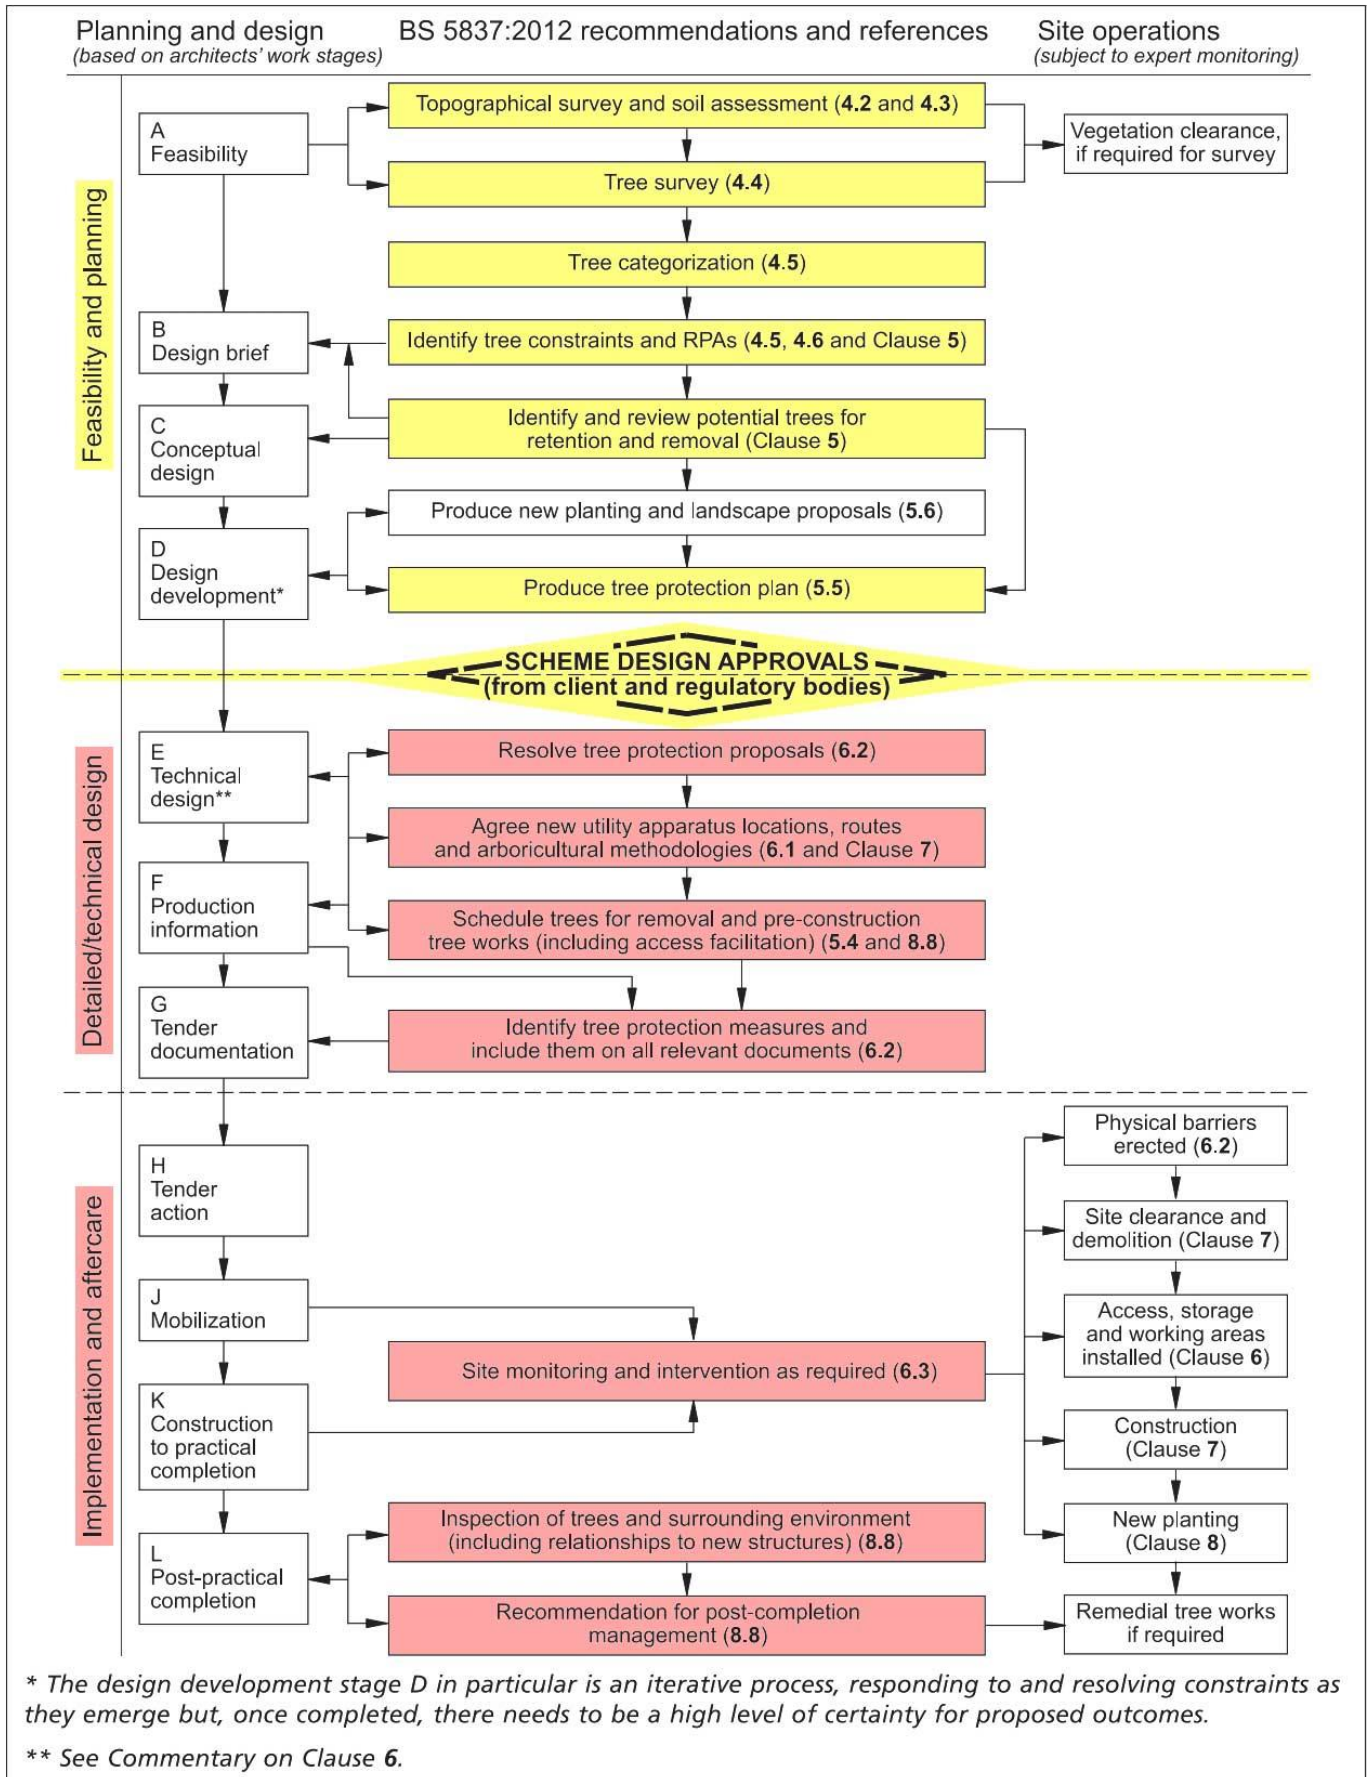 Planning and design
(based on architects' work stages)
BS 5837:2012 recommendations and references
Site operations
(subject to expert monitoring)
Feasibility and planning
A
Feasibility
Topographical survey and soil assessment (4.2 and 4.3)
Vegetation clearance,
if required for survey
Tree survey (4.4)
Tree categorization (4.5)
B
Design brief
Identify tree constraints and RPAs (4.5, 4.6 and Clause 5)
C
Conceptual
design
Identify and review potential trees for
retention and removal (Clause 5)
Produce new planting and landscape proposals (5.6)
D
Design
development*
Produce tree protection plan (5.5)
SCHEME DESIGN APPROVALS
(from client and regulatory bodies)
Detailed/technical design
E
Technical
design**
Resolve tree protection proposals (6.2)
Agree new utility apparatus locations, routes
and arboricultural methodologies (6.1 and Clause 7)
F
Production
information
Schedule trees for removal and pre-construction
tree works (including access facilitation) (5.4 and 8.8)
G
Tender
documentation
Identify tree protection measures and
include them on all relevant documents (6.2)
Implementation and aftercare
H
Tender
action
Physical barriers
erected (6.2)
Site clearance and
demolition (Clause 7)
J
Mobilization
Access, storage
and working areas
installed (Clause 6)
Site monitoring and intervention as required (6.3)
K
Construction
to practical
completion
Construction
(Clause 7)
Inspection of trees and surrounding environment
(including relationships to new structures) (8.8)
New planting
(Clause 8)
L
Post-practical
completion
Recommendation for post-completion
management (8.8)
Remedial tree works
if required
* The design development stage D in particular is an iterative process, responding to and resolving constraints as
they emerge but, once completed, there needs to be a high level of certainty for proposed outcomes.
** See Commentary on Clause 6.